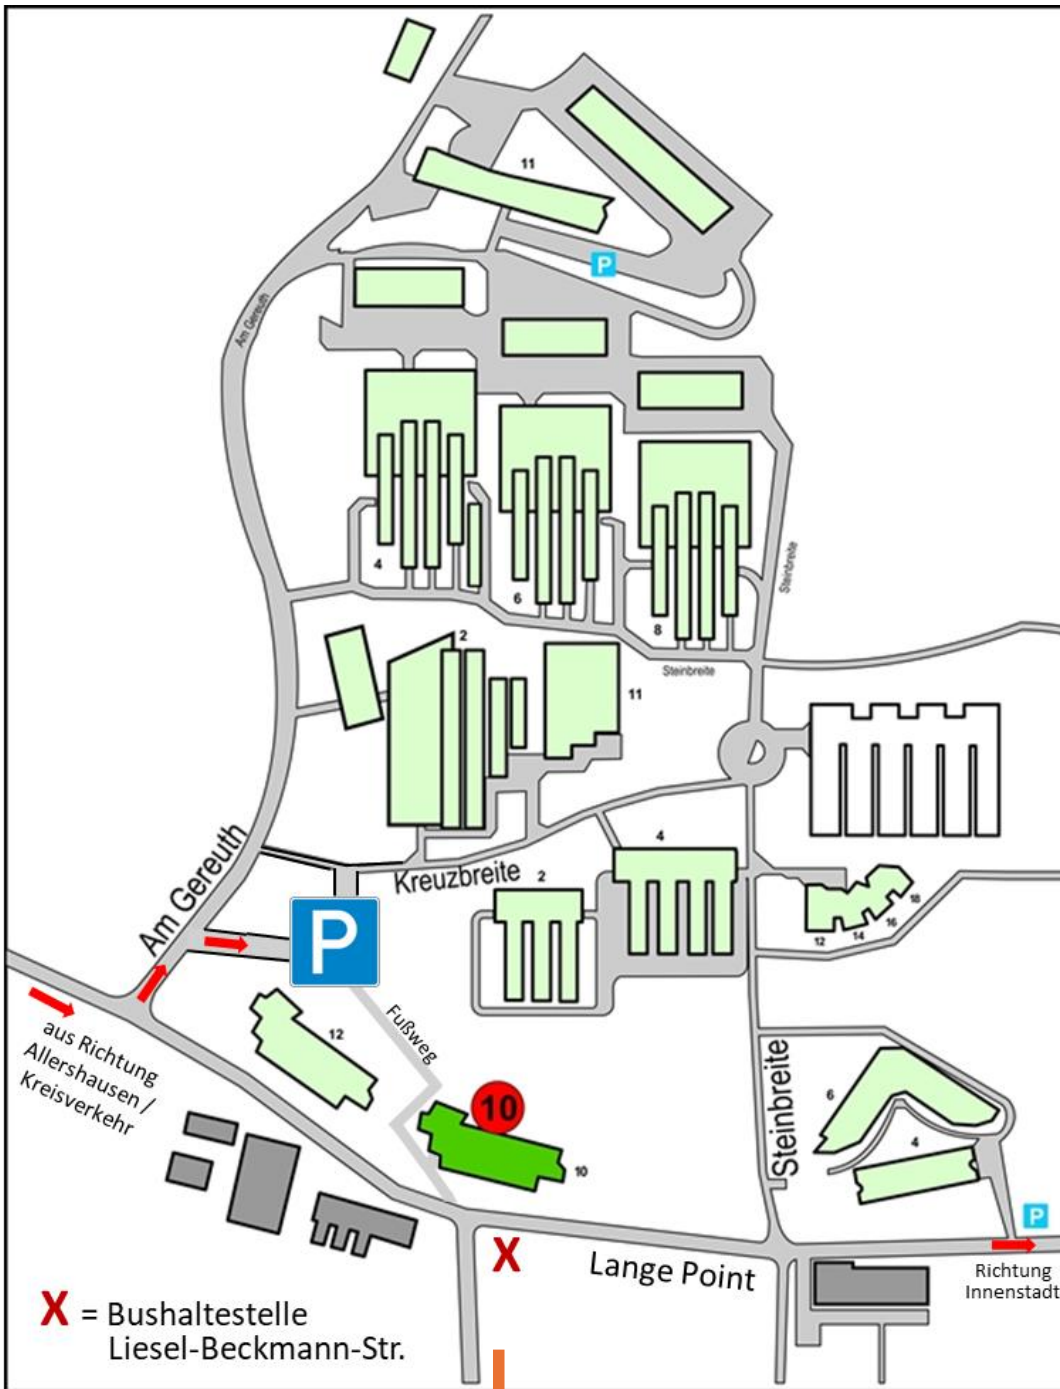 11
P
Am Gereuth
4
6
8
Steinbreite
2
Steinbreite
11
Am Gereuth
4
Kreuzbreite
2
18
16
14
12
P
Fußweg
12
aus Richtung
Allershausen /
Kreisverkehr
10
10
Steinbreite
6
4
P
Lange Point
X
Richtung
Innenstadt
X = Bushaltestelle
Liesel-Beckmann-Str.